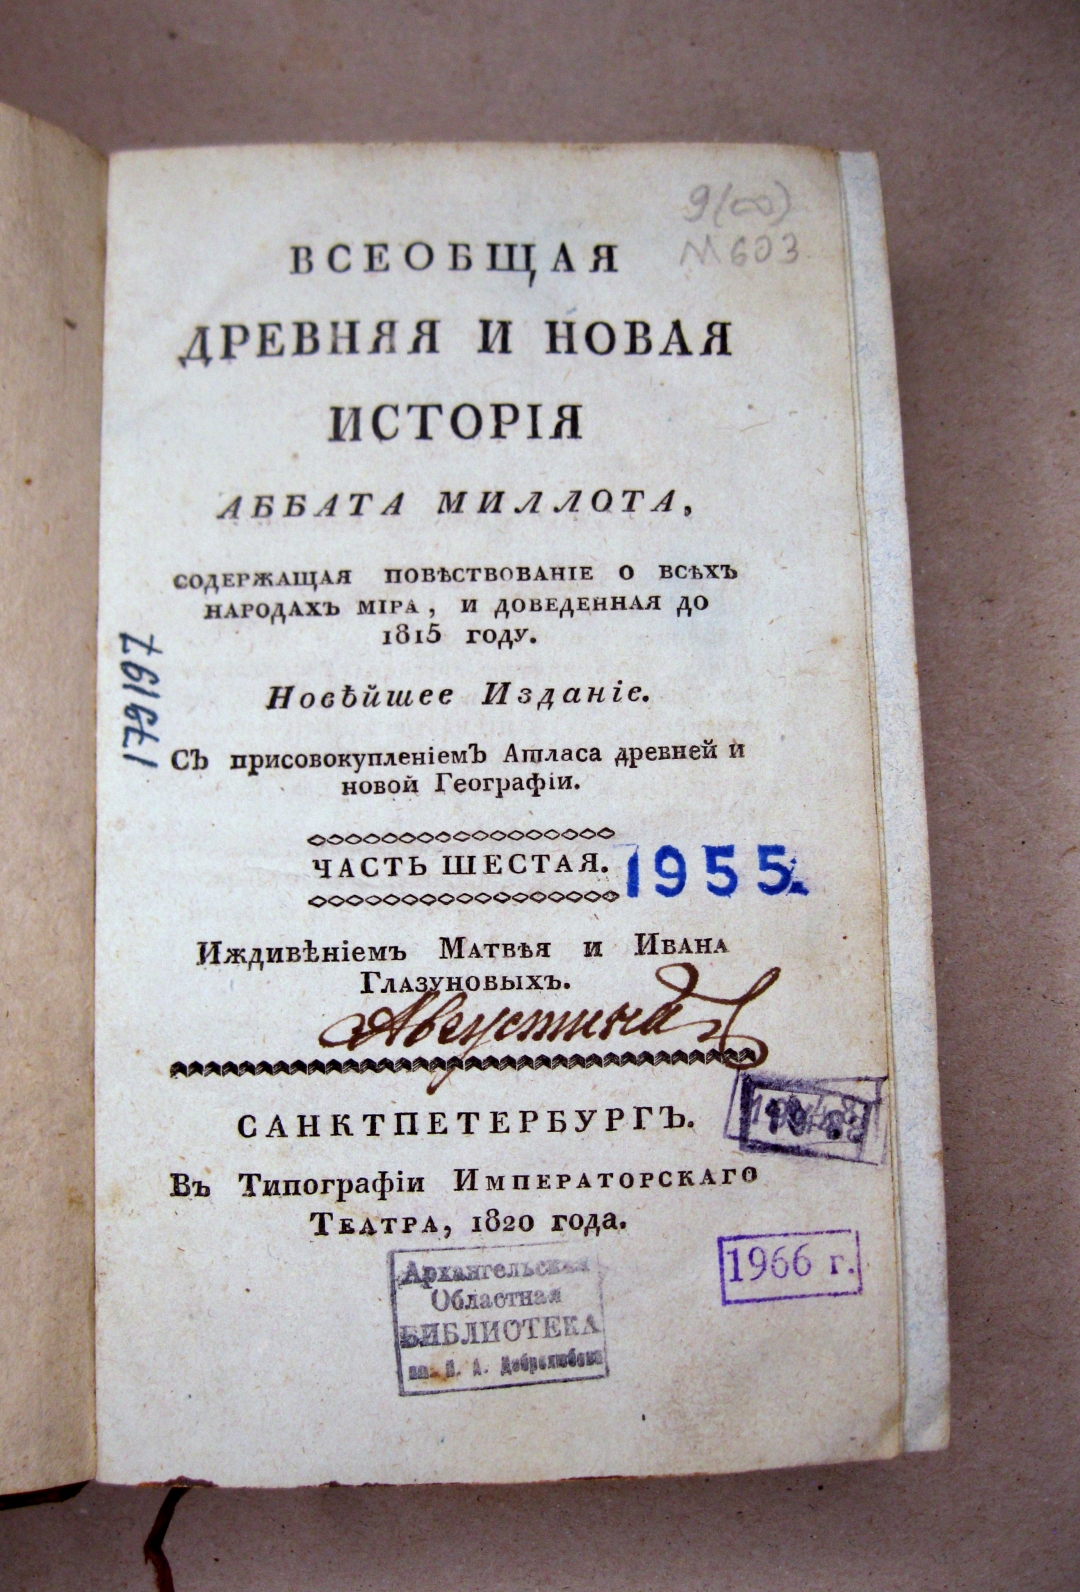 9(∞)
М603
ВСЕОБЩАЯ
ДРЕВНЯЯ И НОВАЯ
ИСТОРІЯ
АББАТА МИЛЛОТА,
СОДЕРЖАЩАЯ ПОВѢСТВОВАНІЕ О ВСѢХЪ
НАРОДАХЪ МІРА, И ДОВЕДЕННАЯ ДО
1815 ГОДУ.
179197
Новѣйшее Изданіе.
Съ присовокупленіемъ Атласа древней и
новой Географіи.
ЧАСТЬ ШЕСТАЯ.
1955.
Иждивѣніемъ Матвѣя и Ивана
Глазуновыхъ.
Августина
САНКТПЕТЕРБУРГЪ.
Въ Типографіи ИМПЕРАТОРСКАГО
ТЕАТРА, 1820 года.
Архангельская
Областная
БИБЛИОТЕКА
им. Н. А. Добролюбова
1966 г.